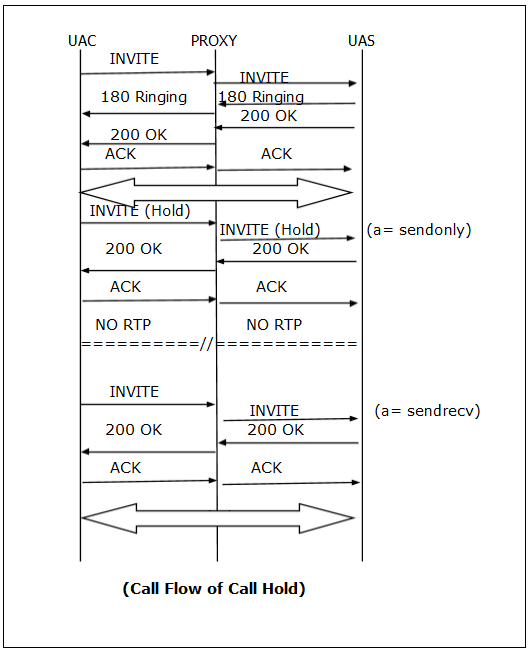 UAC PROXY UAS
INVITE
INVITE
180 Ringing 180 Ringing
200 OK
200 OK
ACK ACK
INVITE (Hold)
INVITE (Hold) (a= sendonly)
200 OK 200 OK
ACK ACK
NO RTP NO RTP
==========//============
INVITE
INVITE (a= sendrecv)
200 OK 200 OK
ACK ACK
(Call Flow of Call Hold)